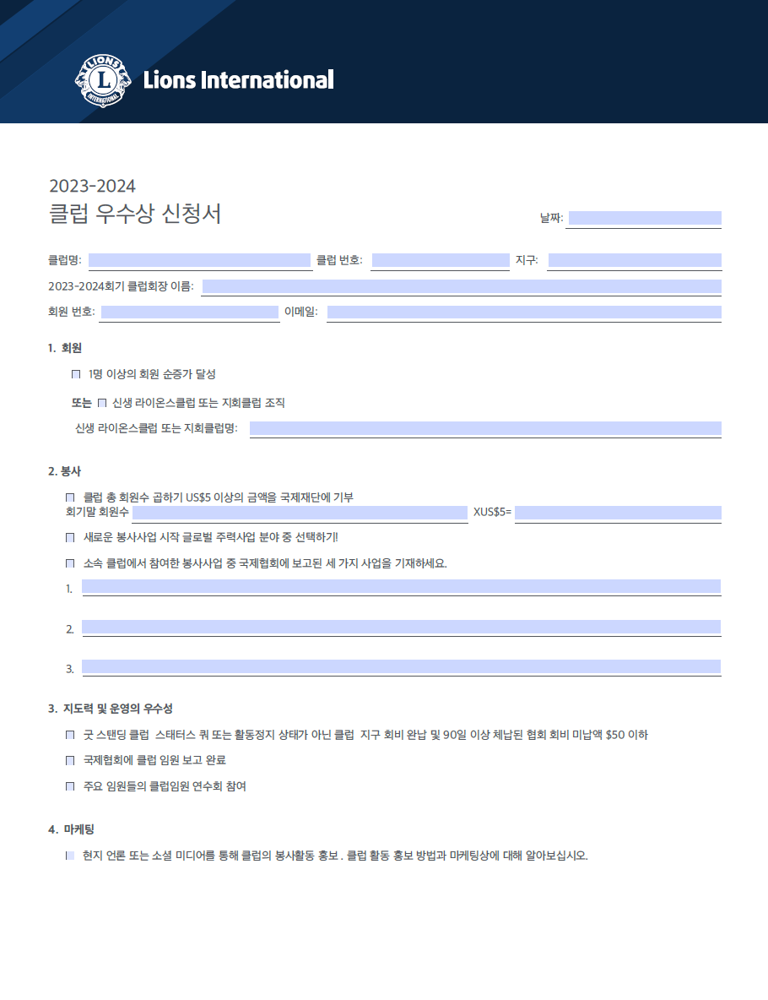 LIONS
L
INTERNATIONAL
Lions International
2023-2024
클럽 우수상 신청서
날짜:
클럽명: 클럽 번호: 지구:
2023-2024회기 클럽회장 이름:
회원 번호: 이메일:
1. 회원
1명 이상의 회원 순증가 달성
또는 신생 라이온스클럽 또는 지회클럽 조직
신생 라이온스클럽 또는 지회클럽명:
2. 봉사
클럽 총 회원수 곱하기 US$5 이상의 금액을 국제재단에 기부
회기말 회원수 XUS$5=
새로운 봉사사업 시작 글로벌 주력사업 분야 중 선택하기!
소속 클럽에서 참여한 봉사사업 중 국제협회에 보고된 세 가지 사업을 기재하세요.
1.
2.
3.
3. 지도력 및 운영의 우수성
굿 스탠딩 클럽 스태터스 쿼 또는 활동정지 상태가 아닌 클럽 지구 회비 완납 및 90일 이상 체납된 협회 회비 미납액 $50 이하
국제협회에 클럽 임원 보고 완료
주요 임원들의 클럽임원 연수회 참여
4. 마케팅
현지 언론 또는 소셜 미디어를 통해 클럽의 봉사활동 홍보 . 클럽 활동 홍보 방법과 마케팅상에 대해 알아보십시오.